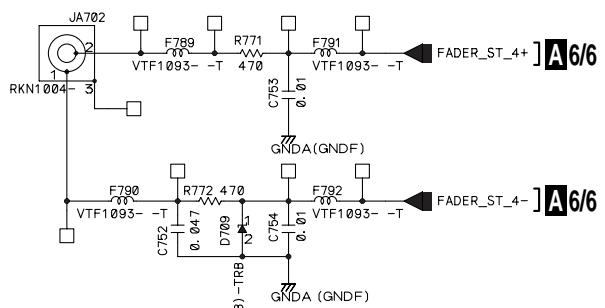 JA702
2
1
RKN1004- 3
F789
VTF1093- -T
R771
470
F791
VTF1093- -T
FADER_ST_4+
A 6/6
C753
0.01
GNDA(GNDF)
F790
VTF1093- -T
R772 470
F792
VTF1093- -T
FADER_ST_4-
A 6/6
C752
0.047
D709
1
2
C754
0.01
)-TRB
GNDA (GNDF)